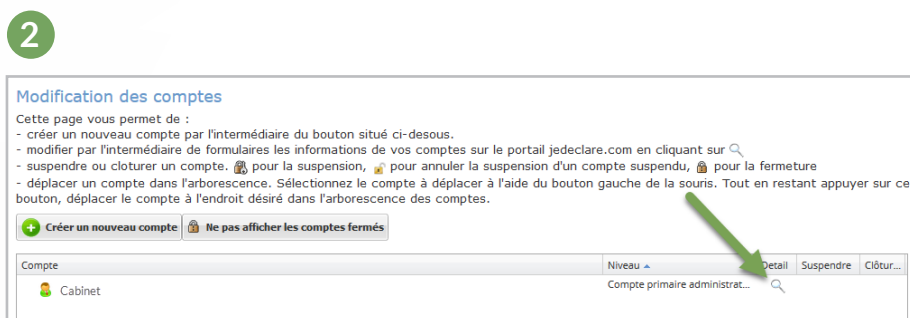 2
Modification des comptes
Cette page vous permet de :
- créer un nouveau compte par l'intermédiaire du bouton situé ci-desous.
- modifier par l'intermédiaire de formulaires les informations de vos comptes sur le portail jedeclare.com en cliquant sur
- suspendre ou cloturer un compte. pour la suspension, pour annuler la suspension d'un compte suspendu, pour la fermeture
- déplacer un compte dans l'arborescence. Sélectionnez le compte à déplacer à l'aide du bouton gauche de la souris. Tout en restant appuyer sur ce
bouton, déplacer le compte à l'endroit désiré dans l'arborescence des comptes.
Créer un nouveau compte Ne pas afficher les comptes fermés
Compte Niveau Detail Suspendre Clôtur...
Cabinet Compte primaire administrat...